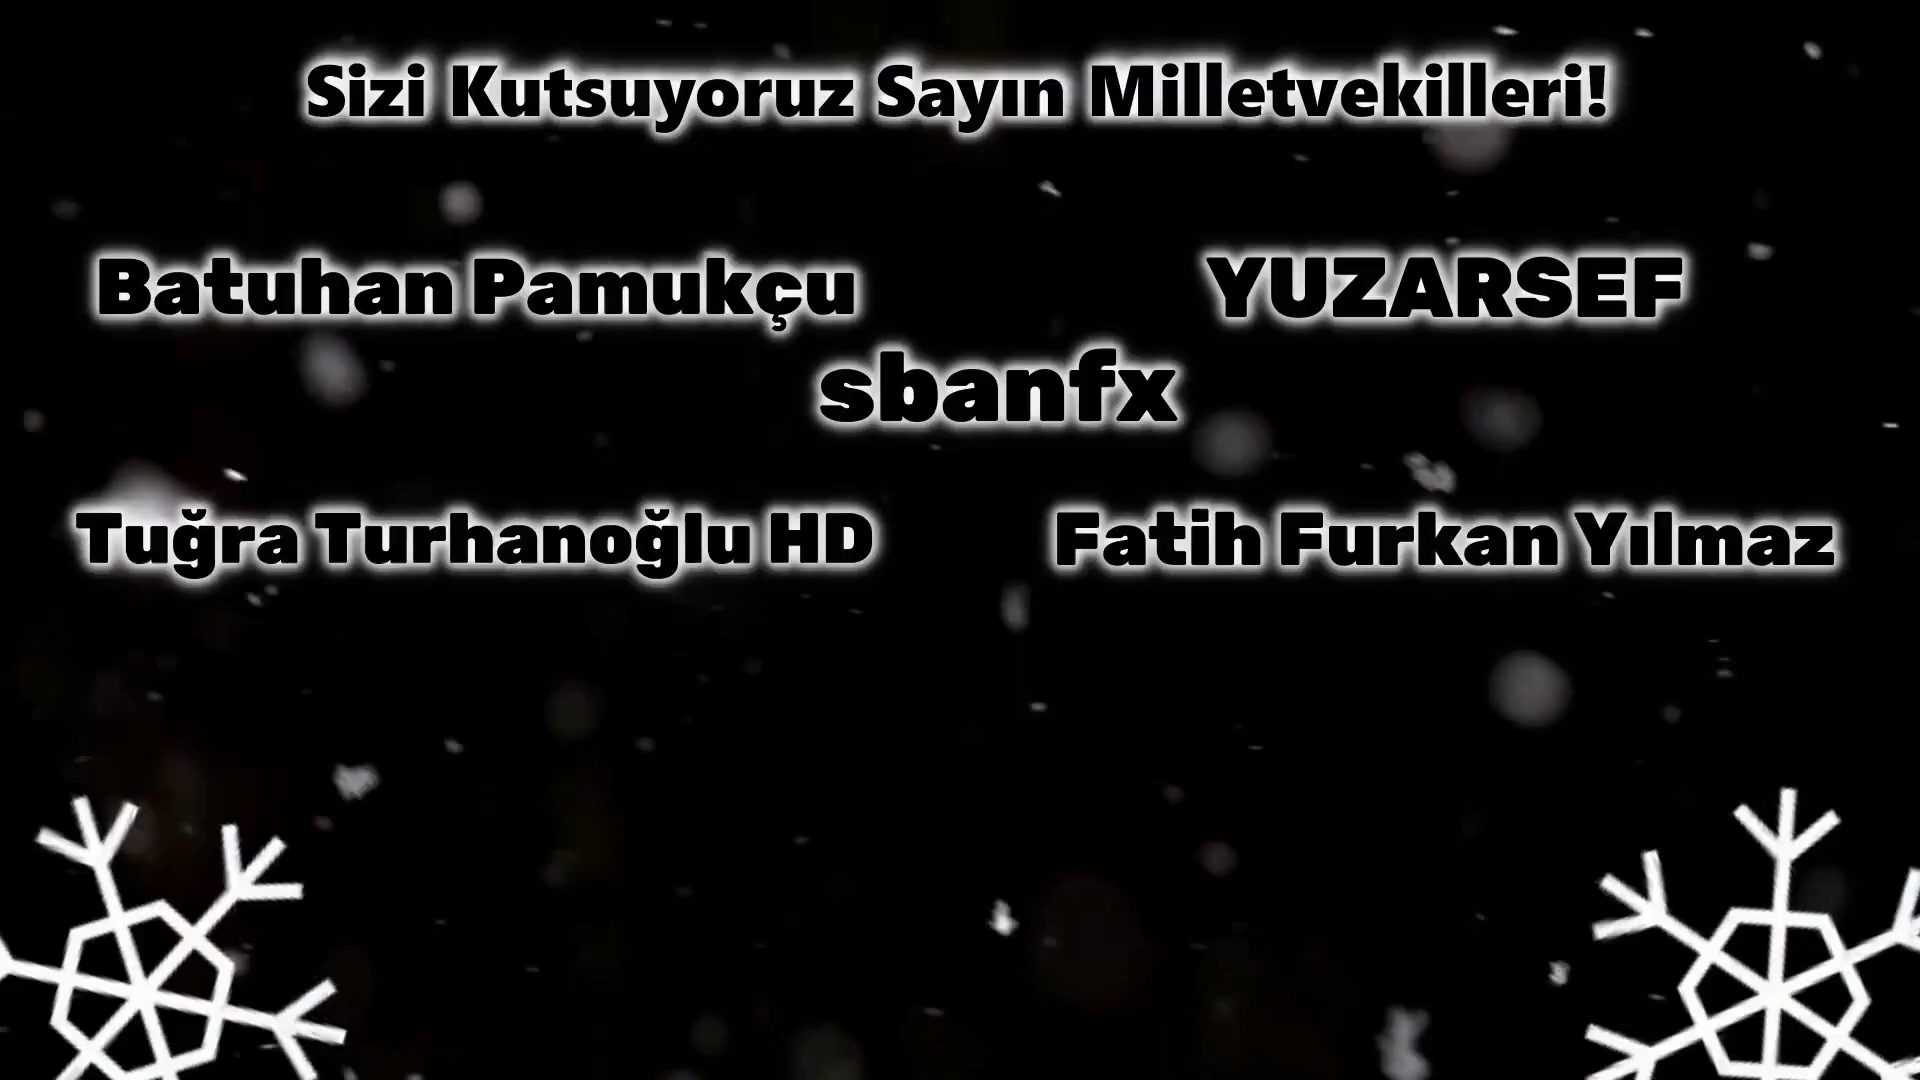 Sizi Kutsuyoruz Sayın Milletvekilleri!
Batuhan Pamukçu
YUZARSEF
sbanfx
Tuğra Turhanoğlu HD
Fatih Furkan Yılmaz